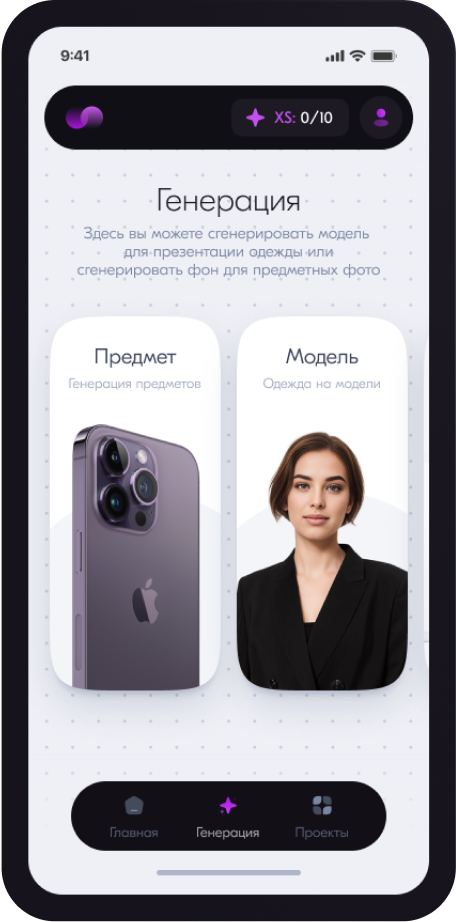 9:41
XS: 0/10
Генерация
Здесь вы можете сгенерировать модель
для презентации одежды или
сгенерировать фон для предметных фото
Предмет
Генерация предметов
Модель
Одежда на модели
Главная
Генерация
Проекты